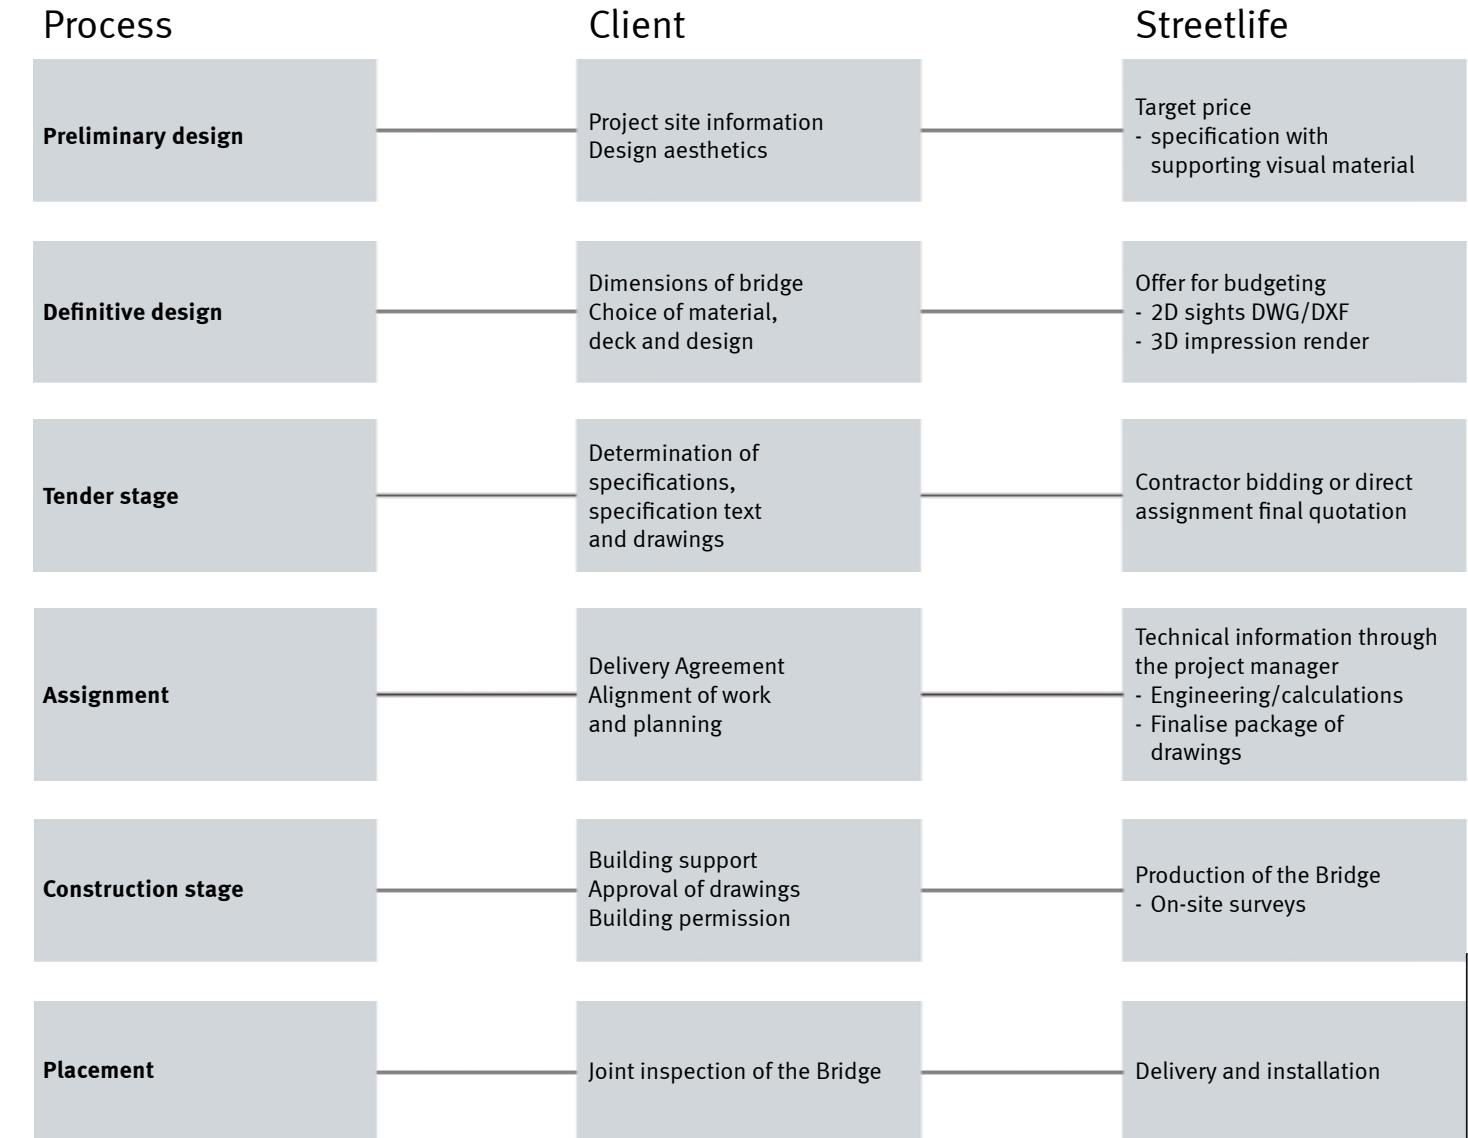 Process
Client
Streetlife
Preliminary design
Project site information
Design aesthetics
Target price
- specification with
supporting visual material
Definitive design
Dimensions of bridge
Choice of material,
deck and design
Offer for budgeting
- 2D sights DWG/DXF
- 3D impression render
Tender stage
Determination of
specifications,
specification text
and drawings
Contractor bidding or direct
assignment final quotation
Assignment
Delivery Agreement
Alignment of work
and planning
Technical information through
the project manager
- Engineering/calculations
- Finalise package of
drawings
Construction stage
Building support
Approval of drawings
Building permission
Production of the Bridge
- On-site surveys
Placement
Joint inspection of the Bridge
Delivery and installation